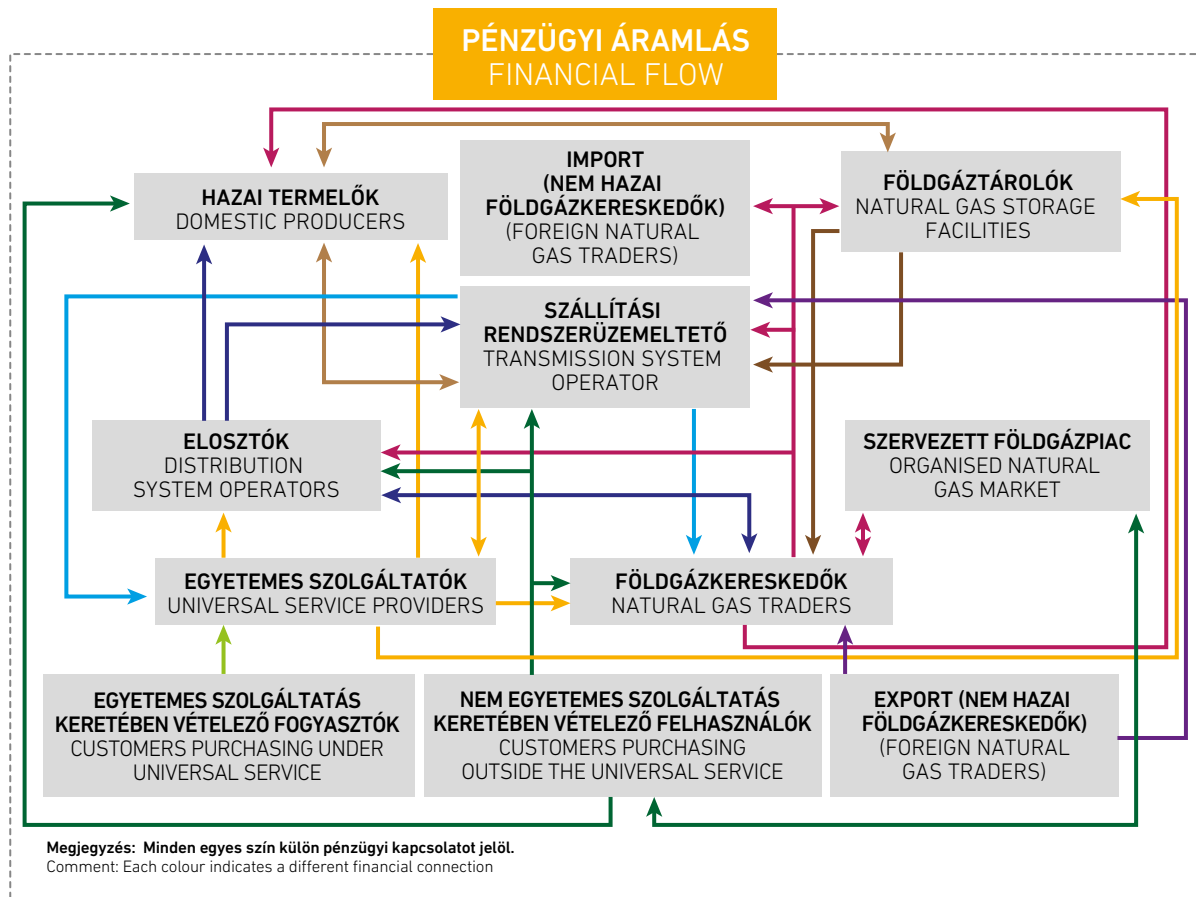 PÉNZÜGYI ÁRAMLÁS
FINANCIAL FLOW
HAZAI TERMELŐK
DOMESTIC PRODUCERS
IMPORT
(NEM HAZAI
FÖLDGÁZKERESKEDŐK)
(FOREIGN NATURAL
GAS TRADERS)
FÖLDGÁZTÁROLÓK
NATURAL GAS STORAGE
FACILITIES
SZÁLLÍTÁSI
RENDSZERÜZEMELTETŐ
TRANSMISSION SYSTEM
OPERATOR
ELOSZTÓK
DISTRIBUTION
SYSTEM OPERATORS
SZERVEZETT FÖLDGÁZPIAC
ORGANISED NATURAL
GAS MARKET
EGYETEMES SZOLGÁLTATÓK
UNIVERSAL SERVICE PROVIDERS
FÖLDGÁZKERESKEDŐK
NATURAL GAS TRADERS
EGYETEMES SZOLGÁLTATÁS
KERETÉBEN VÉTELEZŐ FOGYASZTÓK
CUSTOMERS PURCHASING UNDER
UNIVERSAL SERVICE
NEM EGYETEMES SZOLGÁLTATÁS
KERETÉBEN VÉTELEZŐ FELHASZNÁLÓK
CUSTOMERS PURCHASING
OUTSIDE THE UNIVERSAL SERVICE
EXPORT (NEM HAZAI
FÖLDGÁZKERESKEDŐK)
(FOREIGN NATURAL
GAS TRADERS)
Megjegyzés: Minden egyes szín külön pénzügyi kapcsolatot jelöl.
Comment: Each colour indicates a different financial connection